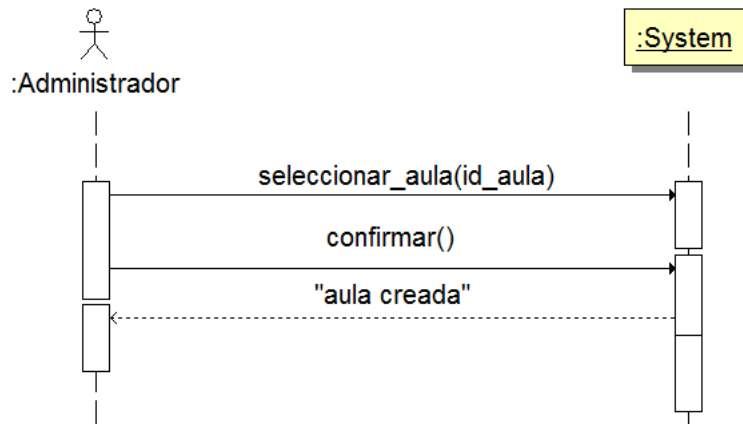 :System
:Administrador
seleccionar_aula(id_aula)
confirmar()
"aula creada"